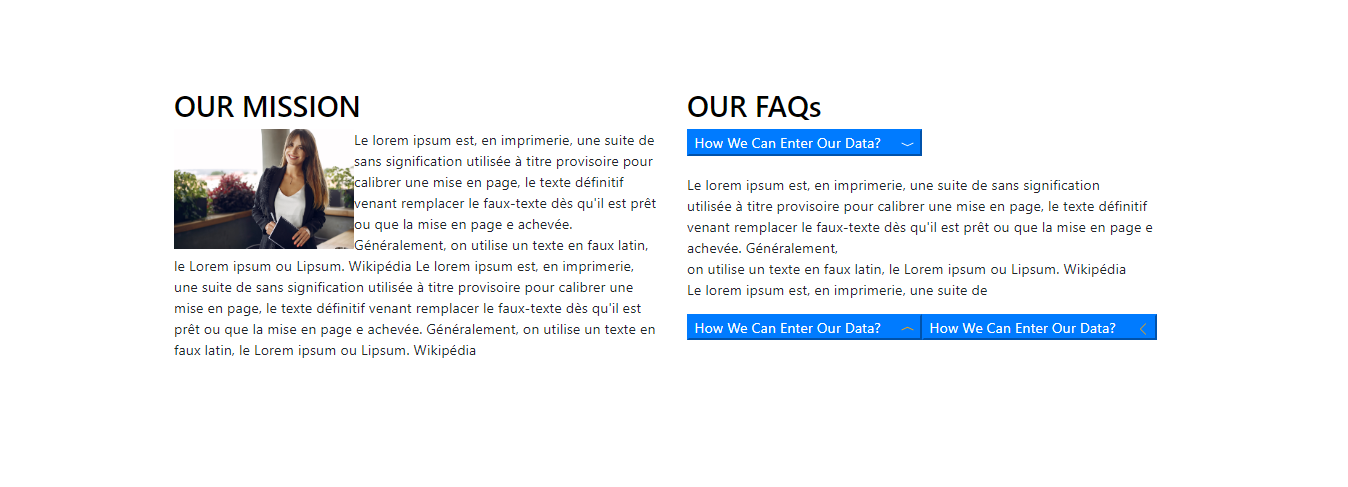 OUR MISSION
Le lorem ipsum est, en imprimerie, une suite de
sans signification utilisée à titre provisoire pour
calibrer une mise en page, le texte définitif
venant remplacer le faux-texte dès qu'il est prêt
ou que la mise en page e achevée.
Généralement, on utilise un texte en faux latin,
le Lorem ipsum ou Lipsum. Wikipédia Le lorem ipsum est, en imprimerie,
une suite de sans signification utilisée à titre provisoire pour calibrer une
mise en page, le texte définitif venant remplacer le faux-texte dès qu'il est
prêt ou que la mise en page e achevée. Généralement, on utilise un texte en
faux latin, le Lorem ipsum ou Lipsum. Wikipédia
OUR FAQs
How We Can Enter Our Data?
Le lorem ipsum est, en imprimerie, une suite de sans signification
utilisée à titre provisoire pour calibrer une mise en page, le texte définitif
venant remplacer le faux-texte dès qu'il est prêt ou que la mise en page e
achevée. Généralement,
on utilise un texte en faux latin, le Lorem ipsum ou Lipsum. Wikipédia
Le lorem ipsum est, en imprimerie, une suite de
How We Can Enter Our Data?
How We Can Enter Our Data?